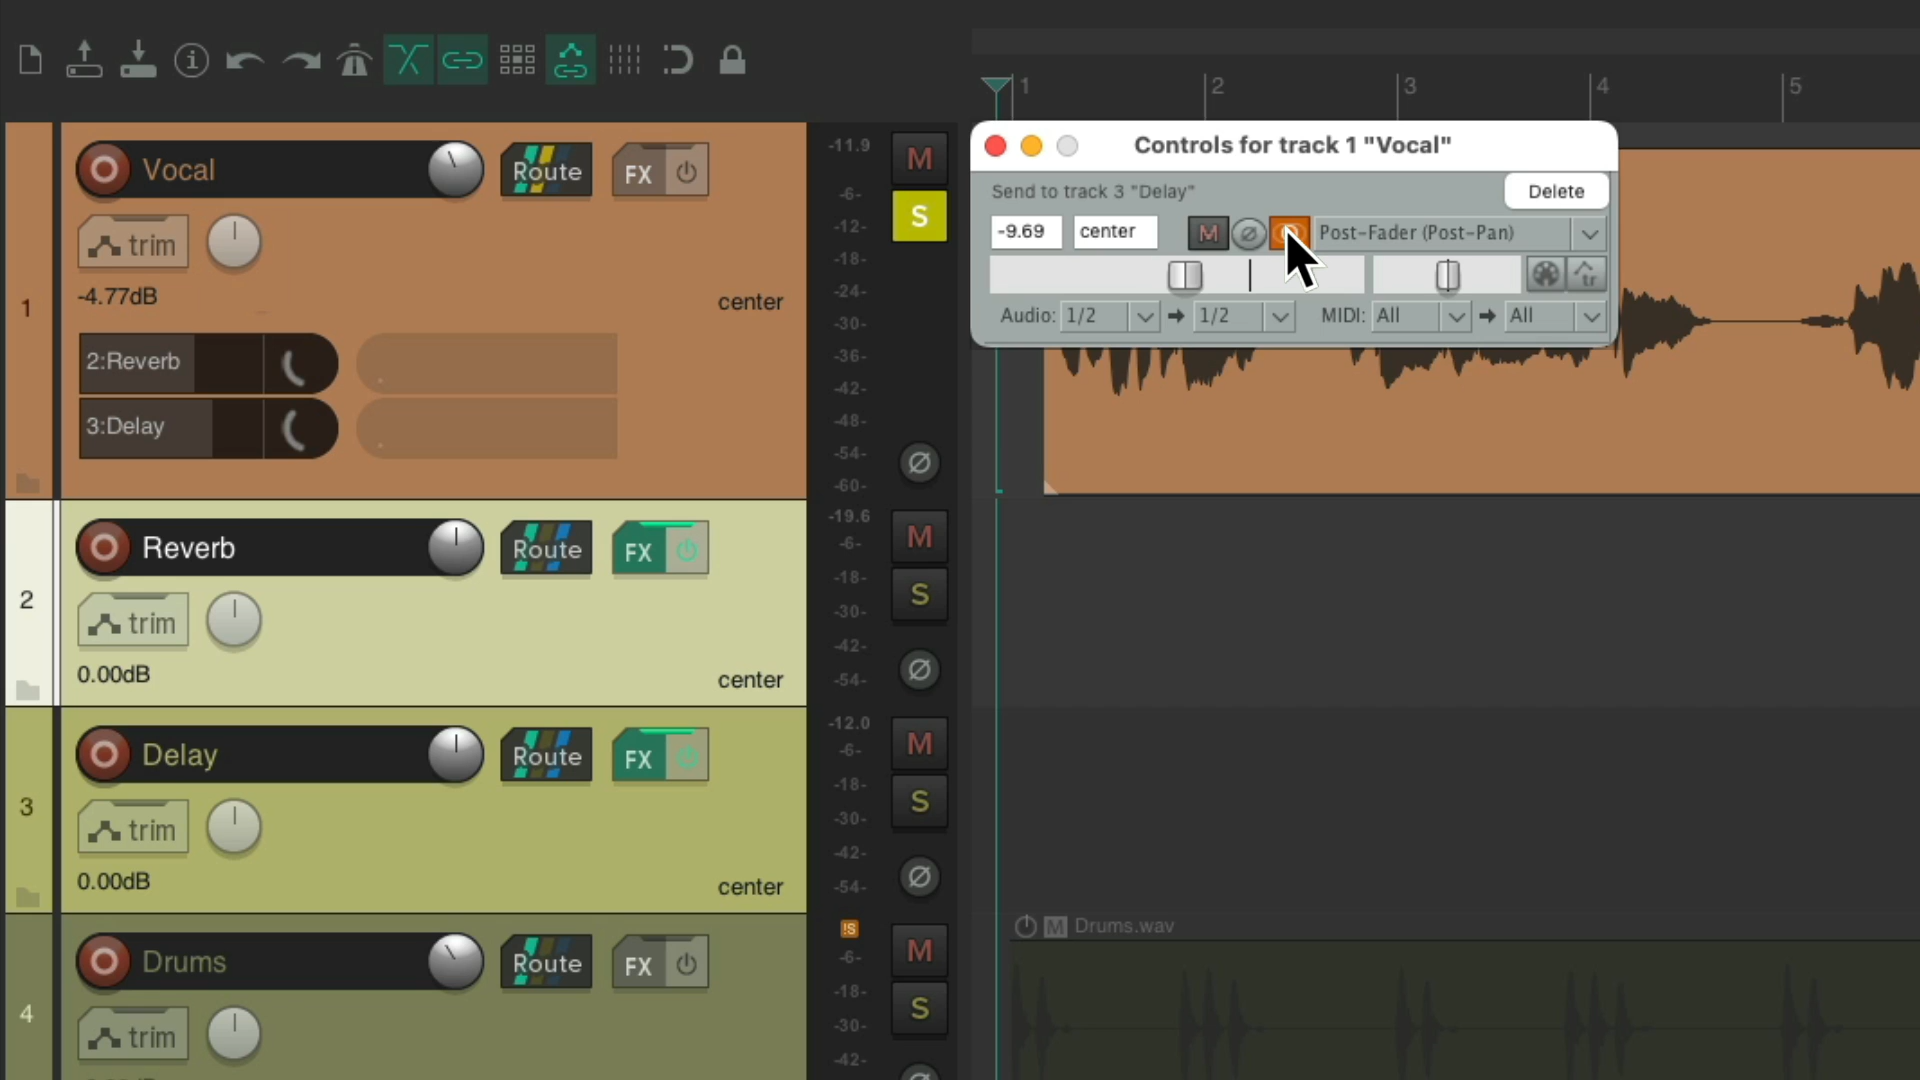 1
2
3
4
5
Controls for track 1 "Vocal"
Send to track 3 "Delay"
Delete
-9.69
center
M
Post-Fader (Post-Pan)
tr
Audio: 1/2
1/2
MIDI: All
All
1
Vocal
Route
FX
trim
-4.77dB
center
2:Reverb
3:Delay
-11.9
-6-
-12-
-18-
-24-
-30-
-36-
-42-
-48-
-54-
-60-
M
S
2
Reverb
Route
FX
trim
0.00dB
center
-19.6
-6-
-18-
-30-
-42-
-54-
M
S
3
Delay
Route
FX
trim
0.00dB
center
-12.0
-6-
-18-
-30-
-42-
-54-
M
S
4
Drums
Route
FX
trim
!S
-6-
-18-
-30-
-42-
M
S
M Drums.wav